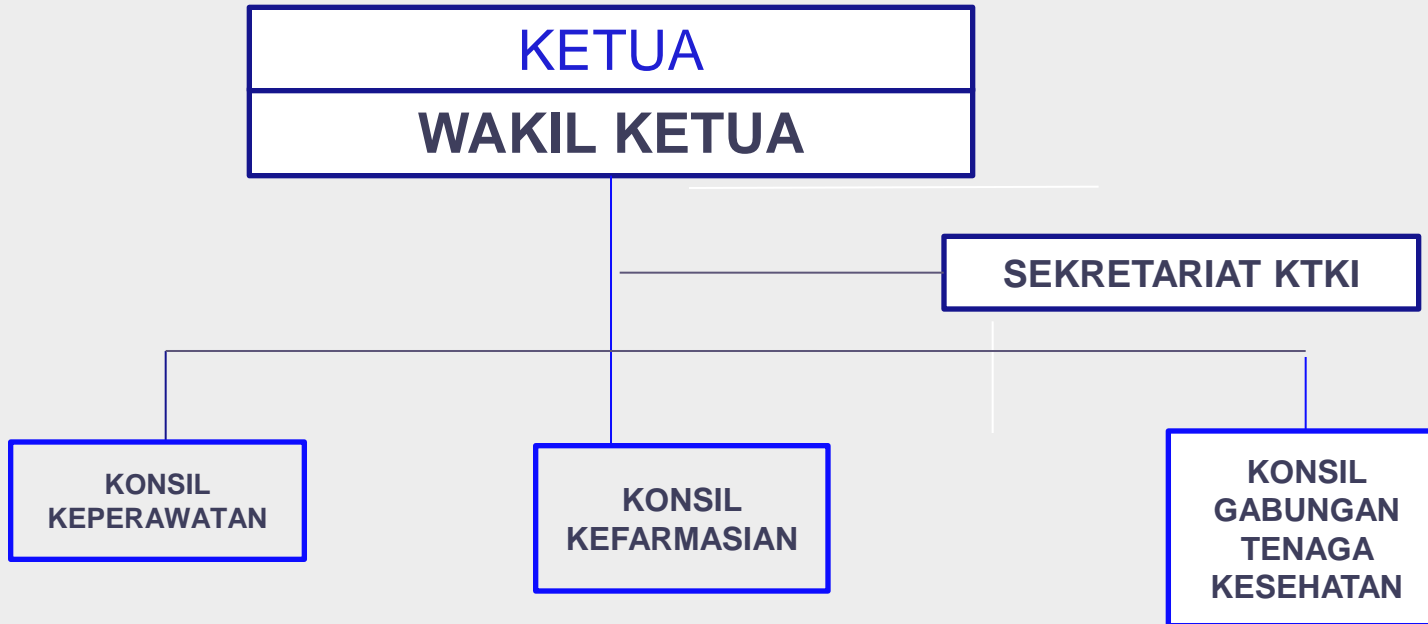 KETUA
WAKIL KETUA
SEKRETARIAT KTKI
KONSIL
KEPERAWATAN
KONSIL
KEFARMASIAN
KONSIL
GABUNGAN
TENAGA
KESEHATAN